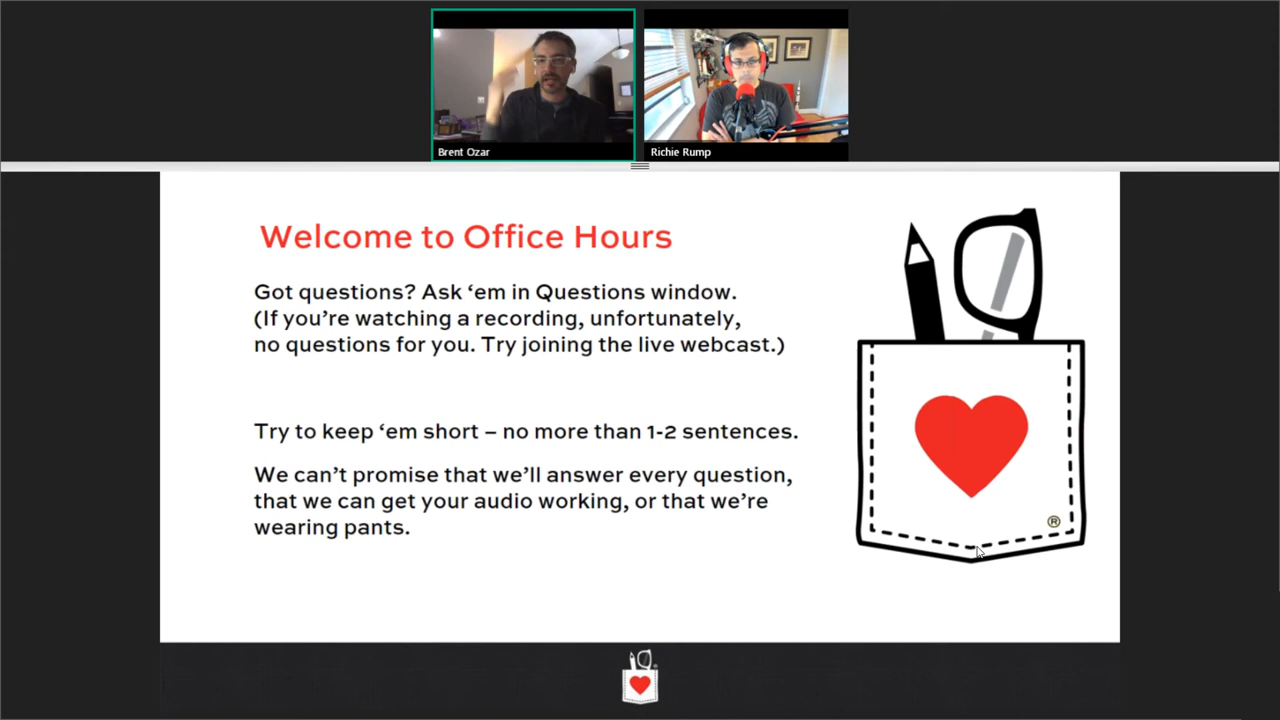 Brent Ozar
Richie Rump
Welcome to Office Hours
Got questions? Ask ‘em in Questions window.
(If you’re watching a recording, unfortunately,
no questions for you. Try joining the live webcast.)
Try to keep ‘em short – no more than 1-2 sentences.
We can’t promise that we’ll answer every question,
that we can get your audio working, or that we’re
wearing pants.
®